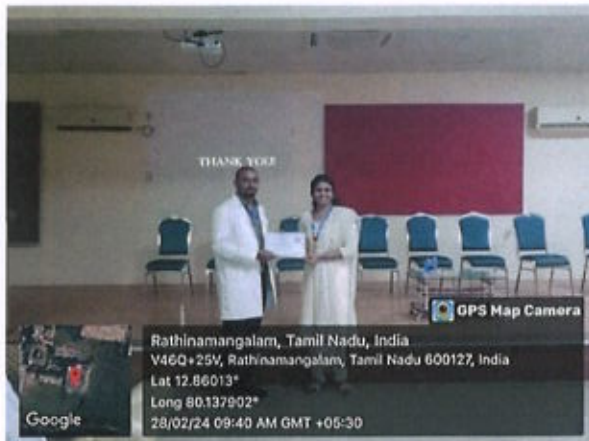 THANK YOU!
GPS Map Camera
Rathinamangalam, Tamil Nadu, India
V46Q+25V, Rathinamangalam, Tamil Nadu 600127, India
Lat 12.86013°
Long 80.137902°
28/02/24 09:40 AM GMT +05:30
Google